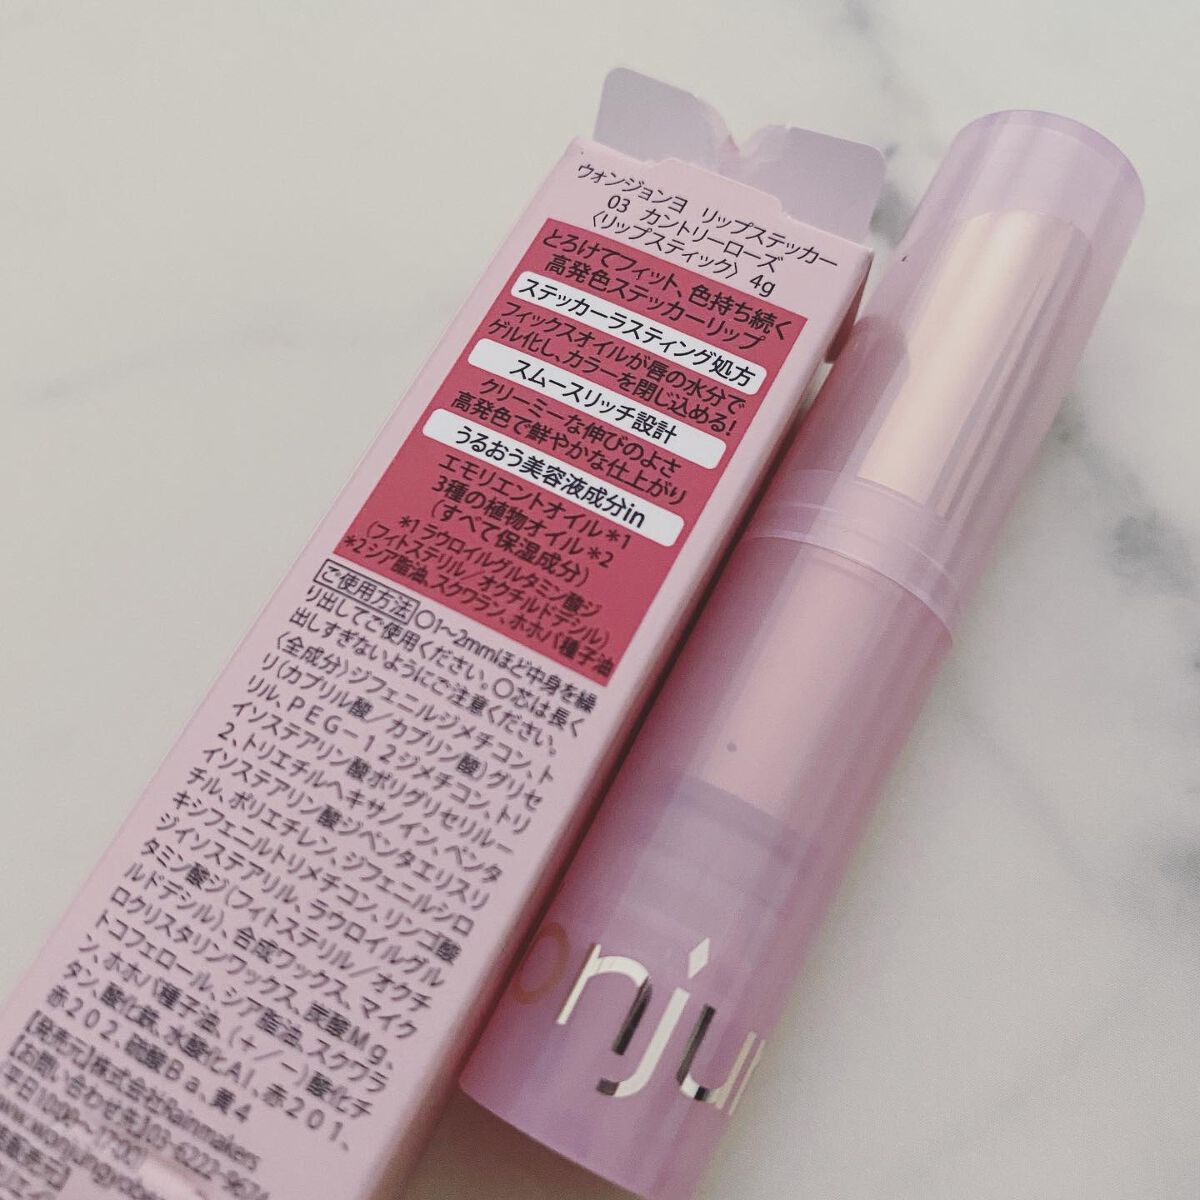 ウォンジョンヨ リップステッカー
03 カントリーローズ
〈リップスティック〉 4g
とろけてフィット、色持ち続く
高発色ステッカーリップ
ステッカーラスティング処方
フィックスオイルが唇の水分で
ゲル化し、カラーを閉じ込める!
スムースリッチ設計
クリーミーな伸びのよさ
高発色で鮮やかな仕上がり
うるおう美容液成分in
エモリエントオイル *1
3種の植物オイル *2
(すべて保湿成分)
*1 ラウロイルグルタミン酸ジ
(フィトステリル/オクチルドデシル)
*2 シア脂油、スクワラン、ホホバ種子油
ご使用方法 〇1~2mmほど中身を繰
り出してご使用ください。〇芯は長く
出しすぎないようにご注意ください。
〈全成分〉ジフェニルジメチコン、ト
リ(カプリル酸/カプリン酸)グリセ
リル、PEG-12ジメチコン、トリ
イソステアリン酸ポリグリセリル-
2、トリエチルヘキサノイン、ペンタ
イソステアリン酸ジペンタエリスリ
チル、ポリエチレン、ジフェニルシロ
キシフェニルトリメチコン、リンゴ酸
ジイソステアリル、ラウロイルグル
タミン酸ジ(フィトステリル/オクチ
ルドデシル)、合成ワックス、マイク
ロクリスタリンワックス、炭酸Mg、
トコフェロール、シア脂油、スクワラ
ン、ホホバ種子油、(+/-)酸化チ
タン、酸化鉄、水酸化Al、赤201、
赤202、硫酸Ba、黄4
【発売元】株式会社Rainmakers
【お問い合わせ先】03-6222-96
平日10:00~17:00
onju